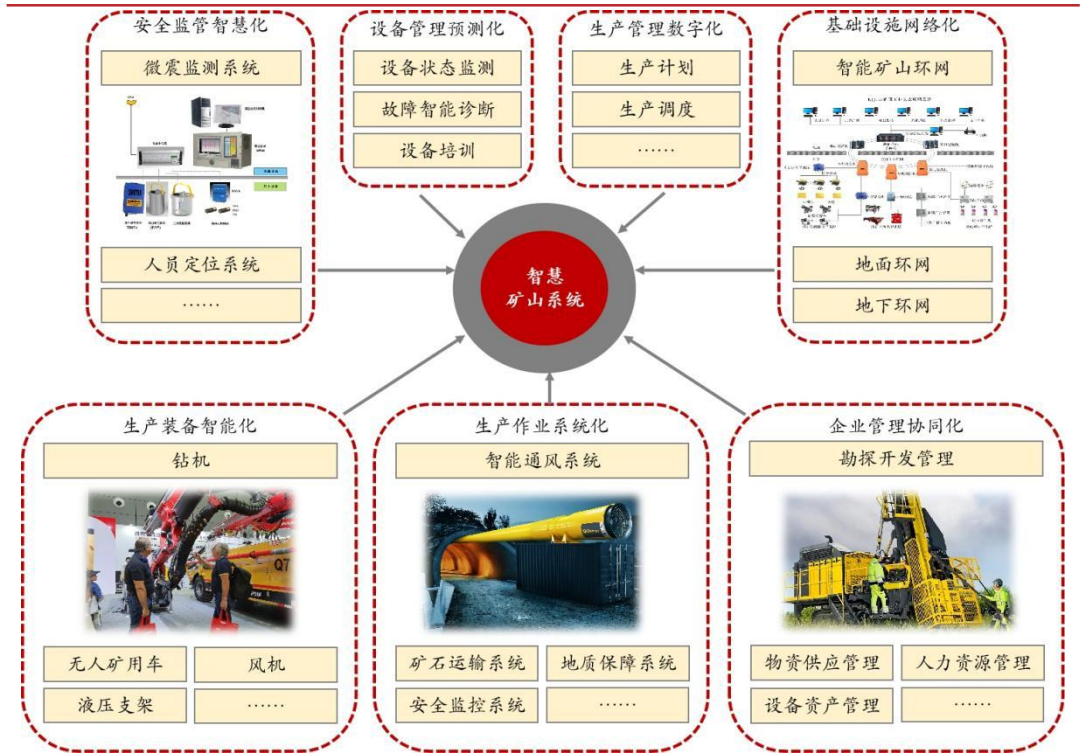 安全监管智慧化
微震监测系统
人员定位系统
……
设备管理预测化
设备状态监测
故障智能诊断
设备培训
生产管理数字化
生产计划
生产调度
……
基础设施网络化
智能矿山环网
地面环网
地下环网
智慧
矿山系统
生产装备智能化
钻机
Q7
无人矿用车
风机
液压支架
……
生产作业系统化
智能通风系统
矿石运输系统
地质保障系统
安全监控系统
……
企业管理协同化
勘探开发管理
物资供应管理
人力资源管理
设备资产管理
……